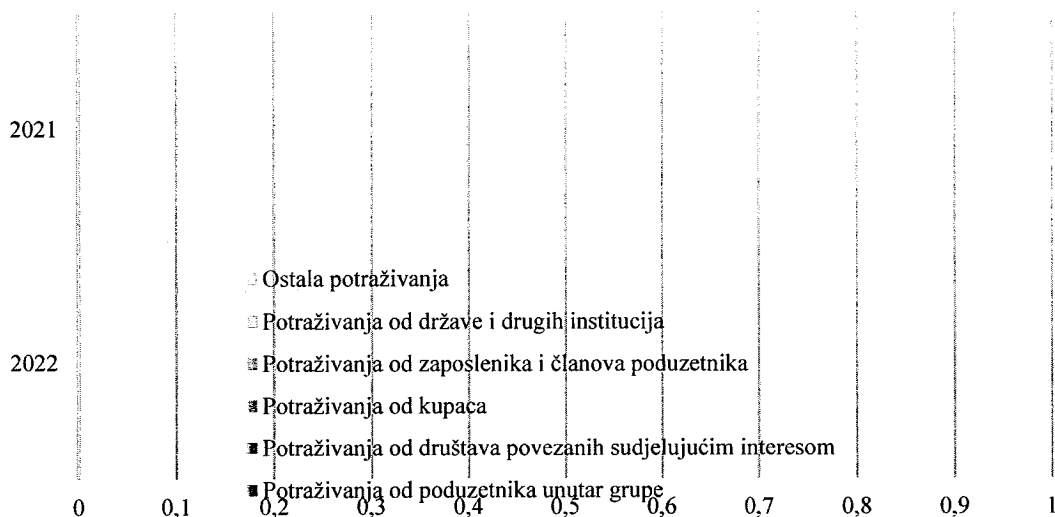 2021
Ostala potraživanja
Potraživanja od države i drugih institucija
2022
Potraživanja od zaposlenika i članova poduzetnika
Potraživanja od kupaca
Potraživanja od društava povezanih sudjelujućim interesom
Potraživanja od poduzetnika unutar grupe
0 0,1 0,2 0,3 0,4 0,5 0,6 0,7 0,8 0,9 1